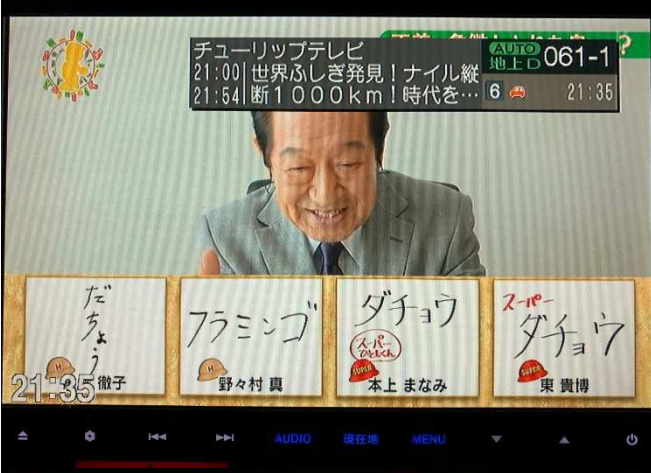 チューリップテレビ
21:00 世界ふしぎ発見！ナイル縦
21:54 断1000km！時代を…
AUTO
地上D 061-1
6 21:35
?
だちょう
フラミンゴ
ダチョウ
スーパーひとしくん
スーパー
ダチョウ
H
H
SUPER
SUPER
徹子
野々村 真
本上 まなみ
東 貴博
21:35
AUDIO 現在地 MENU